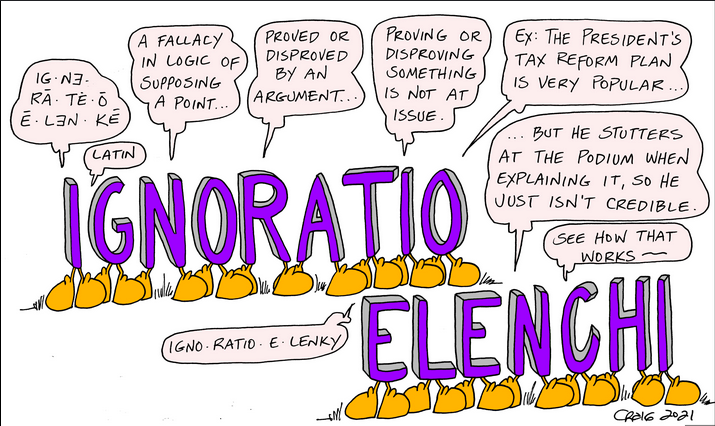 IG·NƎ·
RĀ·TĒ·Ō
Ē·LƎN·KĒ
LATIN
A FALLACY
IN LOGIC OF
SUPPOSING
A POINT...
PROVED OR
DISPROVED
BY AN
ARGUMENT...
PROVING OR
DISPROVING
SOMETHING
IS NOT AT
ISSUE.
EX: THE PRESIDENT'S
TAX REFORM PLAN
IS VERY POPULAR...
... BUT HE STUTTERS
AT THE PODIUM WHEN
EXPLAINING IT, SO HE
JUST ISN'T CREDIBLE.
SEE HOW THAT
WORKS
IGNORATIO
IGNO·RATIO·E·LENKY
ELENCHI
CRAIG 2021